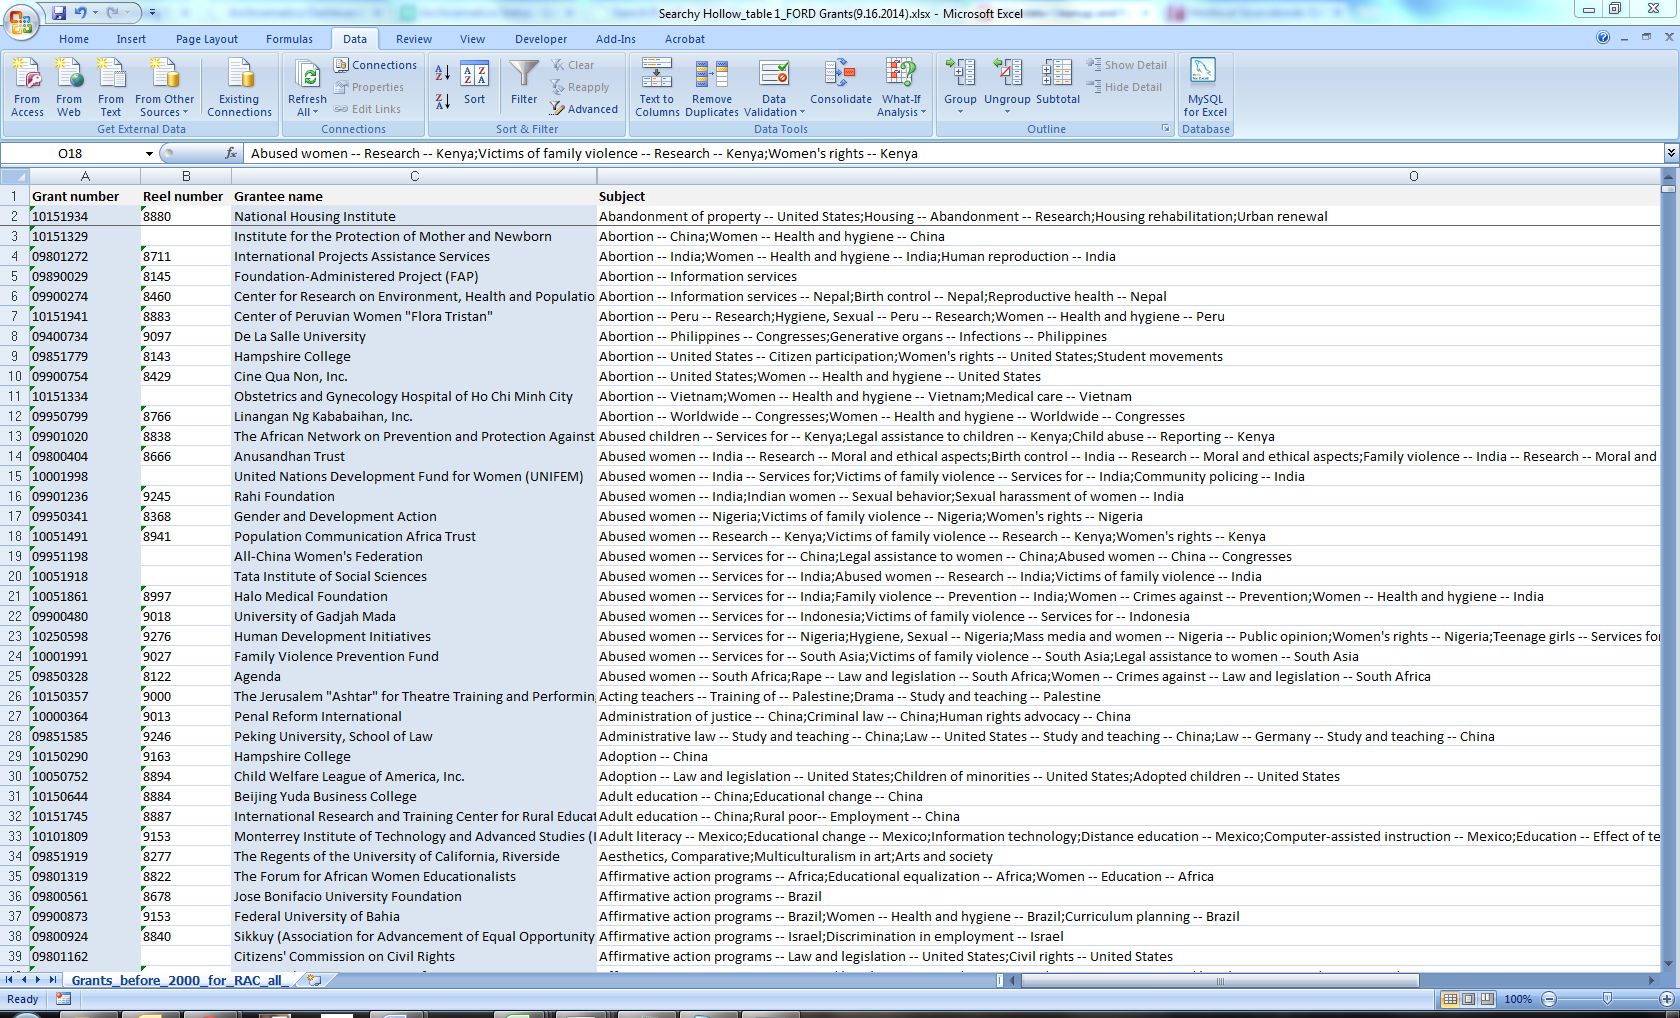 Searchy Hollow_table 1_FORD Grants(9.16.2014).xlsx - Microsoft Excel
Home Insert Page Layout Formulas Data Review View Developer Add-Ins Acrobat
From Access From Web From Text From Other Sources Existing Connections Refresh All Connections Properties Edit Links Sort Filter Clear Reapply Advanced Text to Columns Remove Duplicates Data Validation Consolidate What-If Analysis Group Ungroup Subtotal Show Detail Hide Detail MySQL for Excel
Get External Data Connections Sort & Filter Data Tools Outline Database
O18 fx Abused women -- Research -- Kenya;Victims of family violence -- Research -- Kenya;Women's rights -- Kenya
A B C O
1 Grant number Reel number Grantee name Subject
2 10151934 8880 National Housing Institute Abandonment of property -- United States;Housing -- Abandonment -- Research;Housing rehabilitation;Urban renewal
3 10151329 Institute for the Protection of Mother and Newborn Abortion -- China;Women -- Health and hygiene -- China
4 09801272 8711 International Projects Assistance Services Abortion -- India;Women -- Health and hygiene -- India;Human reproduction -- India
5 09890029 8145 Foundation-Administered Project (FAP) Abortion -- Information services
6 09900274 8460 Center for Research on Environment, Health and Populatio Abortion -- Information services -- Nepal;Birth control -- Nepal;Reproductive health -- Nepal
7 10151941 8883 Center of Peruvian Women "Flora Tristan" Abortion -- Peru -- Research;Hygiene, Sexual -- Peru -- Research;Women -- Health and hygiene -- Peru
8 09400734 9097 De La Salle University Abortion -- Philippines -- Congresses;Generative organs -- Infections -- Philippines
9 09851779 8143 Hampshire College Abortion -- United States -- Citizen participation;Women's rights -- United States;Student movements
10 09900754 8429 Cine Qua Non, Inc. Abortion -- United States;Women -- Health and hygiene -- United States
11 10151334 Obstetrics and Gynecology Hospital of Ho Chi Minh City Abortion -- Vietnam;Women -- Health and hygiene -- Vietnam;Medical care -- Vietnam
12 09950799 8766 Linangan Ng Kababaihan, Inc. Abortion -- Worldwide -- Congresses;Women -- Health and hygiene -- Worldwide -- Congresses
13 09901020 8838 The African Network on Prevention and Protection Against Abused children -- Services for -- Kenya;Legal assistance to children -- Kenya;Child abuse -- Reporting -- Kenya
14 09800404 8666 Anusandhan Trust Abused women -- India -- Research -- Moral and ethical aspects;Birth control -- India -- Research -- Moral and ethical aspects;Family violence -- India -- Research -- Moral and
15 10001998 United Nations Development Fund for Women (UNIFEM) Abused women -- India -- Services for;Victims of family violence -- Services for -- India;Community policing -- India
16 09901236 9245 Rahi Foundation Abused women -- India;Indian women -- Sexual behavior;Sexual harassment of women -- India
17 09950341 8368 Gender and Development Action Abused women -- Nigeria;Victims of family violence -- Nigeria;Women's rights -- Nigeria
18 10051491 8941 Population Communication Africa Trust Abused women -- Research -- Kenya;Victims of family violence -- Research -- Kenya;Women's rights -- Kenya
19 09951198 All-China Women's Federation Abused women -- Services for -- China;Legal assistance to women -- China;Abused women -- China -- Congresses
20 10051918 Tata Institute of Social Sciences Abused women -- Services for -- India;Abused women -- Research -- India;Victims of family violence -- India
21 10051861 8997 Halo Medical Foundation Abused women -- Services for -- India;Family violence -- Prevention -- India;Women -- Crimes against -- Prevention;Women -- Health and hygiene -- India
22 09900480 9018 University of Gadjah Mada Abused women -- Services for -- Indonesia;Victims of family violence -- Services for -- Indonesia
23 10250598 9276 Human Development Initiatives Abused women -- Services for -- Nigeria;Hygiene, Sexual -- Nigeria;Mass media and women -- Nigeria -- Public opinion;Women's rights -- Nigeria;Teenage girls -- Services fo
24 10001991 9027 Family Violence Prevention Fund Abused women -- Services for -- South Asia;Victims of family violence -- South Asia;Legal assistance to women -- South Asia
25 09850328 8122 Agenda Abused women -- South Africa;Rape -- Law and legislation -- South Africa;Women -- Crimes against -- Law and legislation -- South Africa
26 10150357 9000 The Jerusalem "Ashtar" for Theatre Training and Performin Acting teachers -- Training of -- Palestine;Drama -- Study and teaching -- Palestine
27 10000364 9013 Penal Reform International Administration of justice -- China;Criminal law -- China;Human rights advocacy -- China
28 09851585 9246 Peking University, School of Law Administrative law -- Study and teaching -- China;Law -- United States -- Study and teaching -- China;Law -- Germany -- Study and teaching -- China
29 10150290 9163 Hampshire College Adoption -- China
30 10050752 8894 Child Welfare League of America, Inc. Adoption -- Law and legislation -- United States;Children of minorities -- United States;Adopted children -- United States
31 10150644 8884 Beijing Yuda Business College Adult education -- China;Educational change -- China
32 10151745 8887 International Research and Training Center for Rural Educat Adult education -- China;Rural poor-- Employment -- China
33 10101809 9153 Monterrey Institute of Technology and Advanced Studies (I Adult literacy -- Mexico;Educational change -- Mexico;Information technology;Distance education -- Mexico;Computer-assisted instruction -- Mexico;Education -- Effect of te
34 09851919 8277 The Regents of the University of California, Riverside Aesthetics, Comparative;Multiculturalism in art;Arts and society
35 09801319 8822 The Forum for African Women Educationalists Affirmative action programs -- Africa;Educational equalization -- Africa;Women -- Education -- Africa
36 09800561 8678 Jose Bonifacio University Foundation Affirmative action programs -- Brazil
37 09900873 9153 Federal University of Bahia Affirmative action programs -- Brazil;Women -- Health and hygiene -- Brazil;Curriculum planning -- Brazil
38 09800924 8840 Sikkuy (Association for Advancement of Equal Opportunity Affirmative action programs -- Israel;Discrimination in employment -- Israel
39 09801162 Citizens' Commission on Civil Rights Affirmative action programs -- Law and legislation -- United States;Civil rights -- United States
Grants_before_2000_for_RAC_all_
Ready 100%